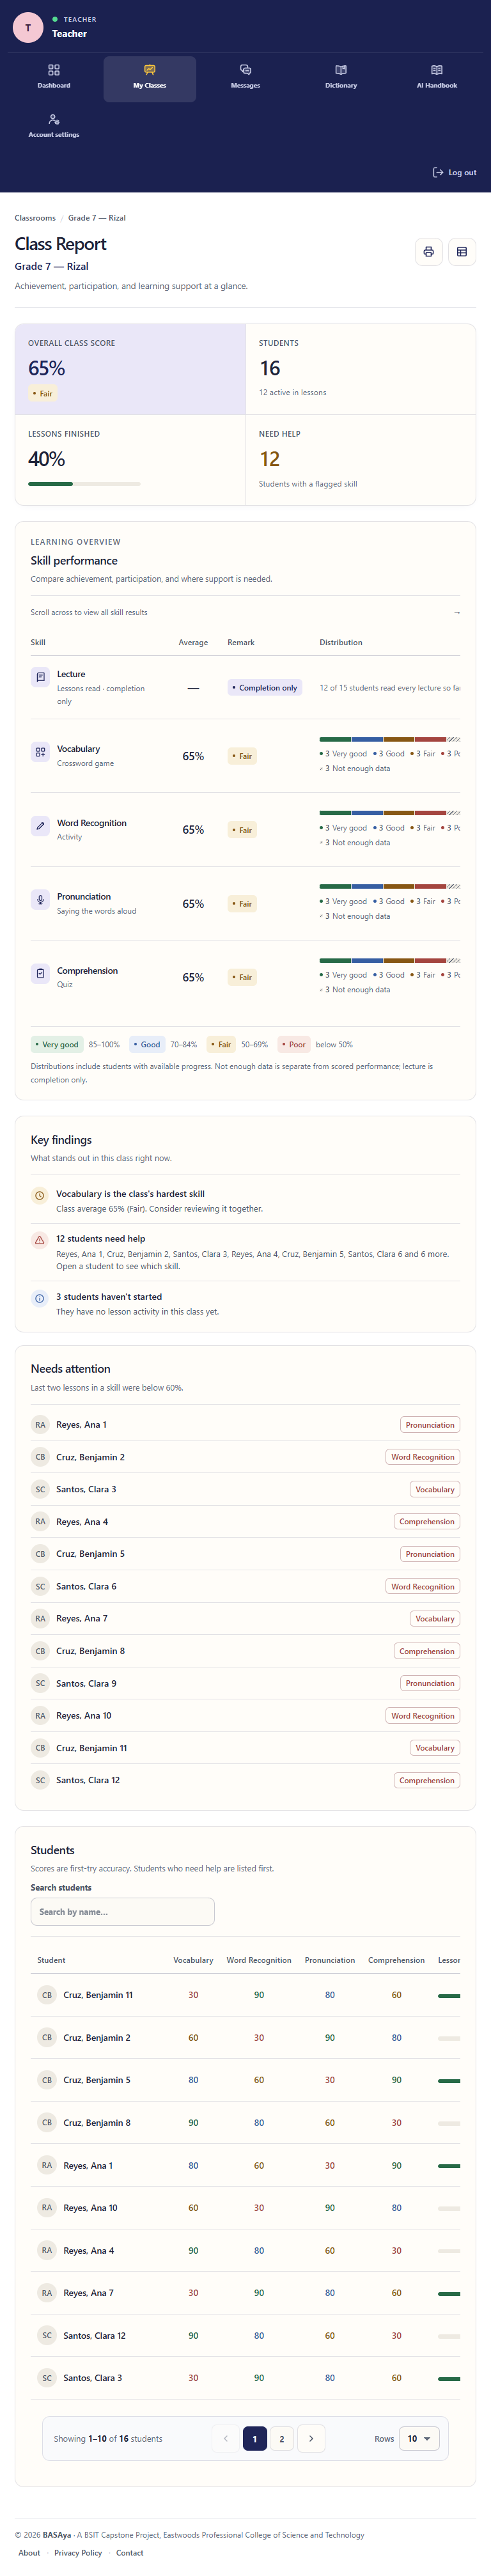 T
TEACHER
Teacher
Dashboard
My Classes
Messages
Dictionary
AI Handbook
Account settings
Log out
Classrooms / Grade 7 — Rizal
Class Report
Grade 7 — Rizal
Achievement, participation, and learning support at a glance.
OVERALL CLASS SCORE
65%
• Fair
STUDENTS
16
12 active in lessons
LESSONS FINISHED
40%
NEED HELP
12
Students with a flagged skill
LEARNING OVERVIEW
Skill performance
Compare achievement, participation, and where support is needed.
Scroll across to view all skill results →
Skill Average Remark Distribution
Lecture
Lessons read · completion
only
—
• Completion only
12 of 15 students read every lecture so far
Vocabulary
Crossword game
65%
• Fair
3 Very good 3 Good 3 Fair 3 Po
3 Not enough data
Word Recognition
Activity
65%
• Fair
3 Very good 3 Good 3 Fair 3 Po
3 Not enough data
Pronunciation
Saying the words aloud
65%
• Fair
3 Very good 3 Good 3 Fair 3 Po
3 Not enough data
Comprehension
Quiz
65%
• Fair
3 Very good 3 Good 3 Fair 3 Po
3 Not enough data
• Very good 85–100% • Good 70–84% • Fair 50–69% • Poor below 50%
Distributions include students with available progress. Not enough data is separate from scored performance; lecture is
completion only.
Key findings
What stands out in this class right now.
Vocabulary is the class's hardest skill
Class average 65% (Fair). Consider reviewing it together.
12 students need help
Reyes, Ana 1, Cruz, Benjamin 2, Santos, Clara 3, Reyes, Ana 4, Cruz, Benjamin 5, Santos, Clara 6 and 6 more.
Open a student to see which skill.
3 students haven't started
They have no lesson activity in this class yet.
Needs attention
Last two lessons in a skill were below 60%.
RA Reyes, Ana 1 Pronunciation
CB Cruz, Benjamin 2 Word Recognition
SC Santos, Clara 3 Vocabulary
RA Reyes, Ana 4 Comprehension
CB Cruz, Benjamin 5 Pronunciation
SC Santos, Clara 6 Word Recognition
RA Reyes, Ana 7 Vocabulary
CB Cruz, Benjamin 8 Comprehension
SC Santos, Clara 9 Pronunciation
RA Reyes, Ana 10 Word Recognition
CB Cruz, Benjamin 11 Vocabulary
SC Santos, Clara 12 Comprehension
Students
Scores are first-try accuracy. Students who need help are listed first.
Search students
Search by name...
Student Vocabulary Word Recognition Pronunciation Comprehension Lesson
CB Cruz, Benjamin 11 30 90 80 60
CB Cruz, Benjamin 2 60 30 90 80
CB Cruz, Benjamin 5 80 60 30 90
CB Cruz, Benjamin 8 90 80 60 30
RA Reyes, Ana 1 80 60 30 90
RA Reyes, Ana 10 60 30 90 80
RA Reyes, Ana 4 90 80 60 30
RA Reyes, Ana 7 30 90 80 60
SC Santos, Clara 12 90 80 60 30
SC Santos, Clara 3 30 90 80 60
Showing 1–10 of 16 students
‹ 1 2 ›
Rows 10
© 2026 BASAya · A BSIT Capstone Project, Eastwoods Professional College of Science and Technology
About · Privacy Policy · Contact